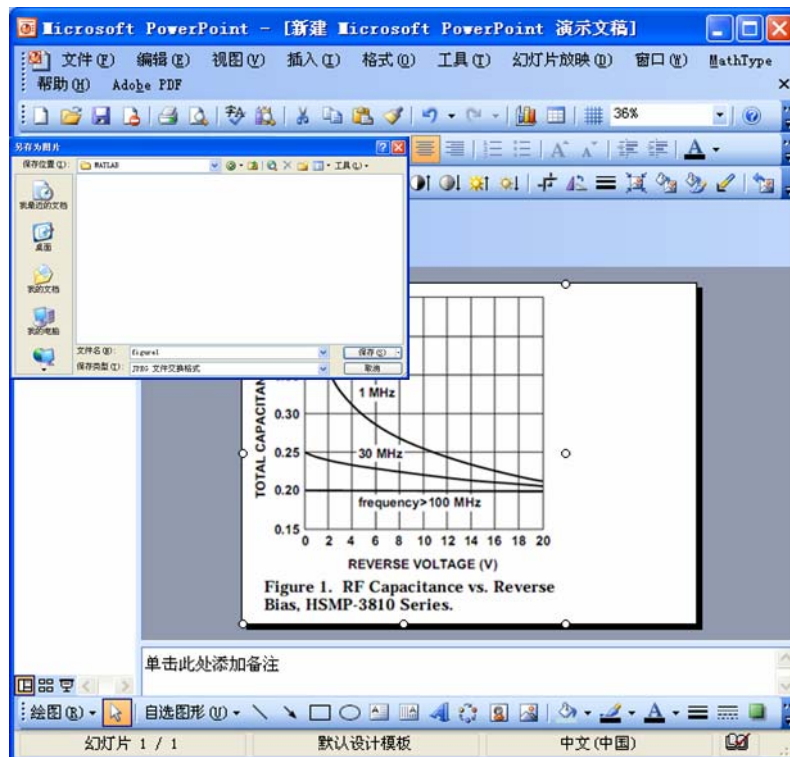 Microsoft PowerPoint - [新建 Microsoft PowerPoint 演示文稿]
文件(F) 编辑(E) 视图(V) 插入(I) 格式(O) 工具(T) 幻灯片放映(D) 窗口(W) MathType
帮助(H) Adobe PDF
36%
另存为图片
保存位置(I): MATLAB 工具(L)
我最近的文档
桌面
我的文档
我的电脑
文件名(N): figure1 保存(S)
保存类型(T): JPEG 文件交换格式 取消
TOTAL CAPACITAN
1 MHz
0.30
0.25 30 MHz
0.20
frequency>100 MHz
0.15
0 2 4 6 8 10 12 14 16 18 20
REVERSE VOLTAGE (V)
Figure 1. RF Capacitance vs. Reverse
Bias, HSMP-3810 Series.
单击此处添加备注
绘图(R) 自选图形(U)
幻灯片 1 / 1 默认设计模板 中文(中国)